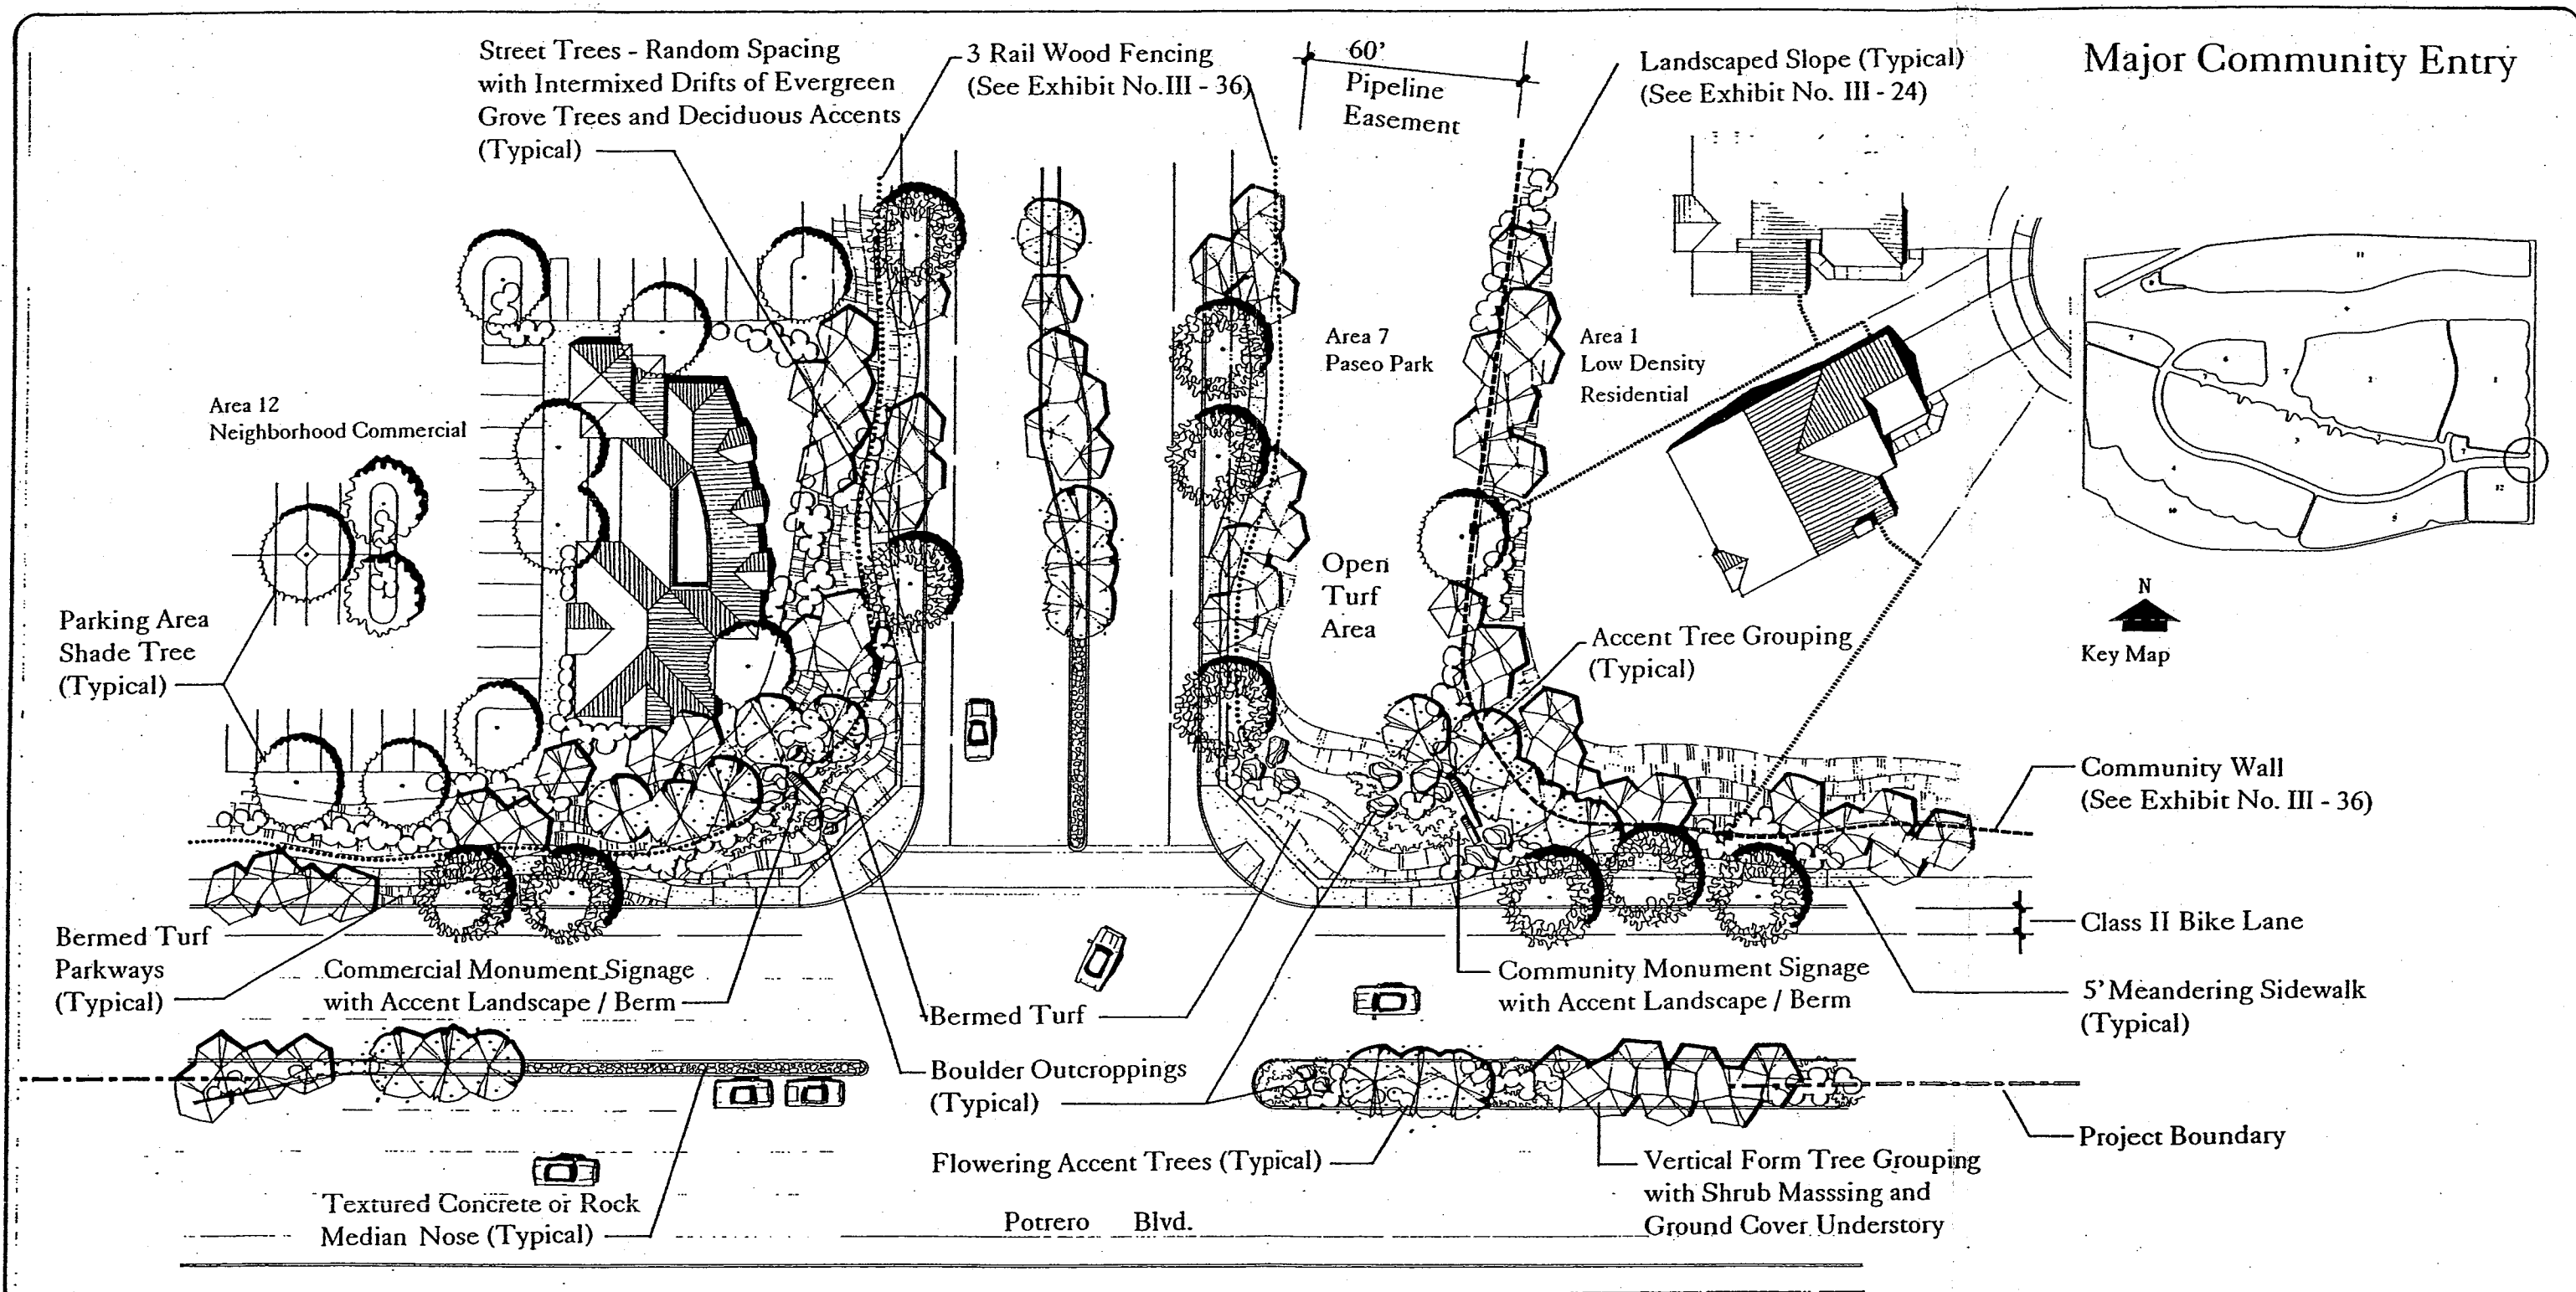 Major Community Entry
Street Trees - Random Spacing
with Intermixed Drifts of Evergreen
Grove Trees and Deciduous Accents
(Typical)
3 Rail Wood Fencing
(See Exhibit No.III - 36)
60'
Pipeline
Easement
Landscaped Slope (Typical)
(See Exhibit No. III - 24)
Area 12
Neighborhood Commercial
Area 7
Paseo Park
Area 1
Low Density
Residential
Open
Turf
Area
Parking Area
Shade Tree
(Typical)
Accent Tree Grouping
(Typical)
N
Key Map
Community Wall
(See Exhibit No. III - 36)
Class II Bike Lane
5' Meandering Sidewalk
(Typical)
Project Boundary
Bermed Turf
Parkways
(Typical)
Commercial Monument Signage
with Accent Landscape / Berm
Bermed Turf
Community Monument Signage
with Accent Landscape / Berm
Boulder Outcroppings
(Typical)
Flowering Accent Trees (Typical)
Vertical Form Tree Grouping
with Shrub Masssing and
Ground Cover Understory
Textured Concrete or Rock
Median Nose (Typical)
Potrero Blvd.